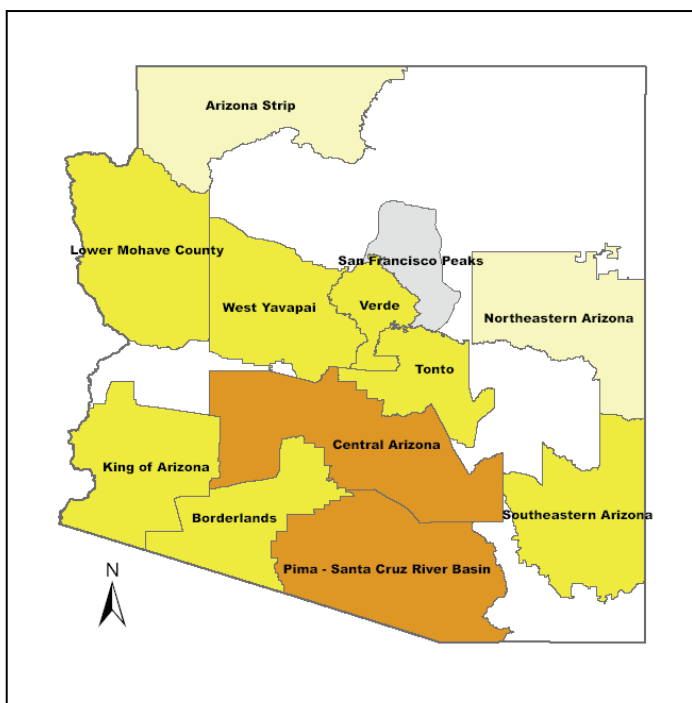 Arizona Strip
Lower Mohave County
San Francisco Peaks
West Yavapai
Verde
Northeastern Arizona
Tonto
Central Arizona
King of Arizona
Borderlands
Southeastern Arizona
Pima - Santa Cruz River Basin
N